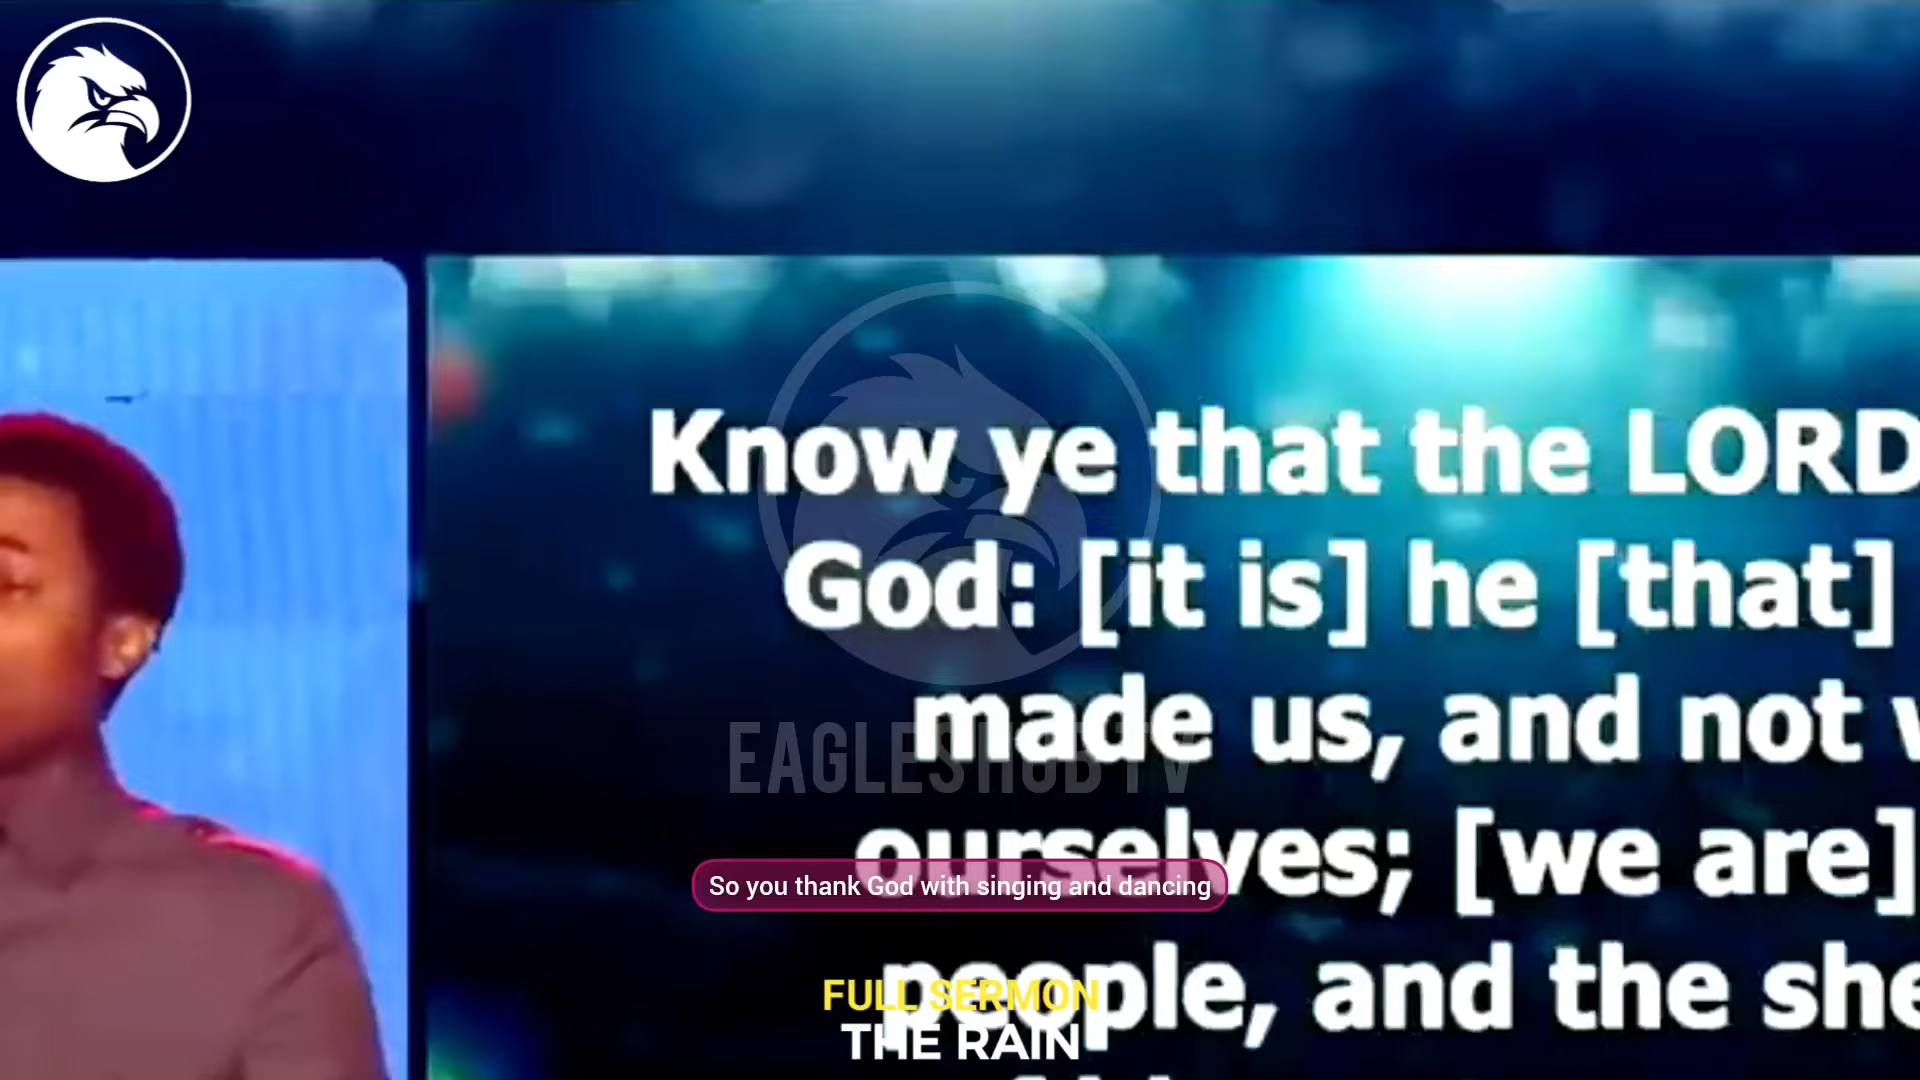 Know ye that the LORD
God: [it is] he [that]
made us, and not
EAGLESHUB TV
ourselves; [we are]
So you thank God with singing and dancing
people, and the she
FULL SERMON
THE RAIN